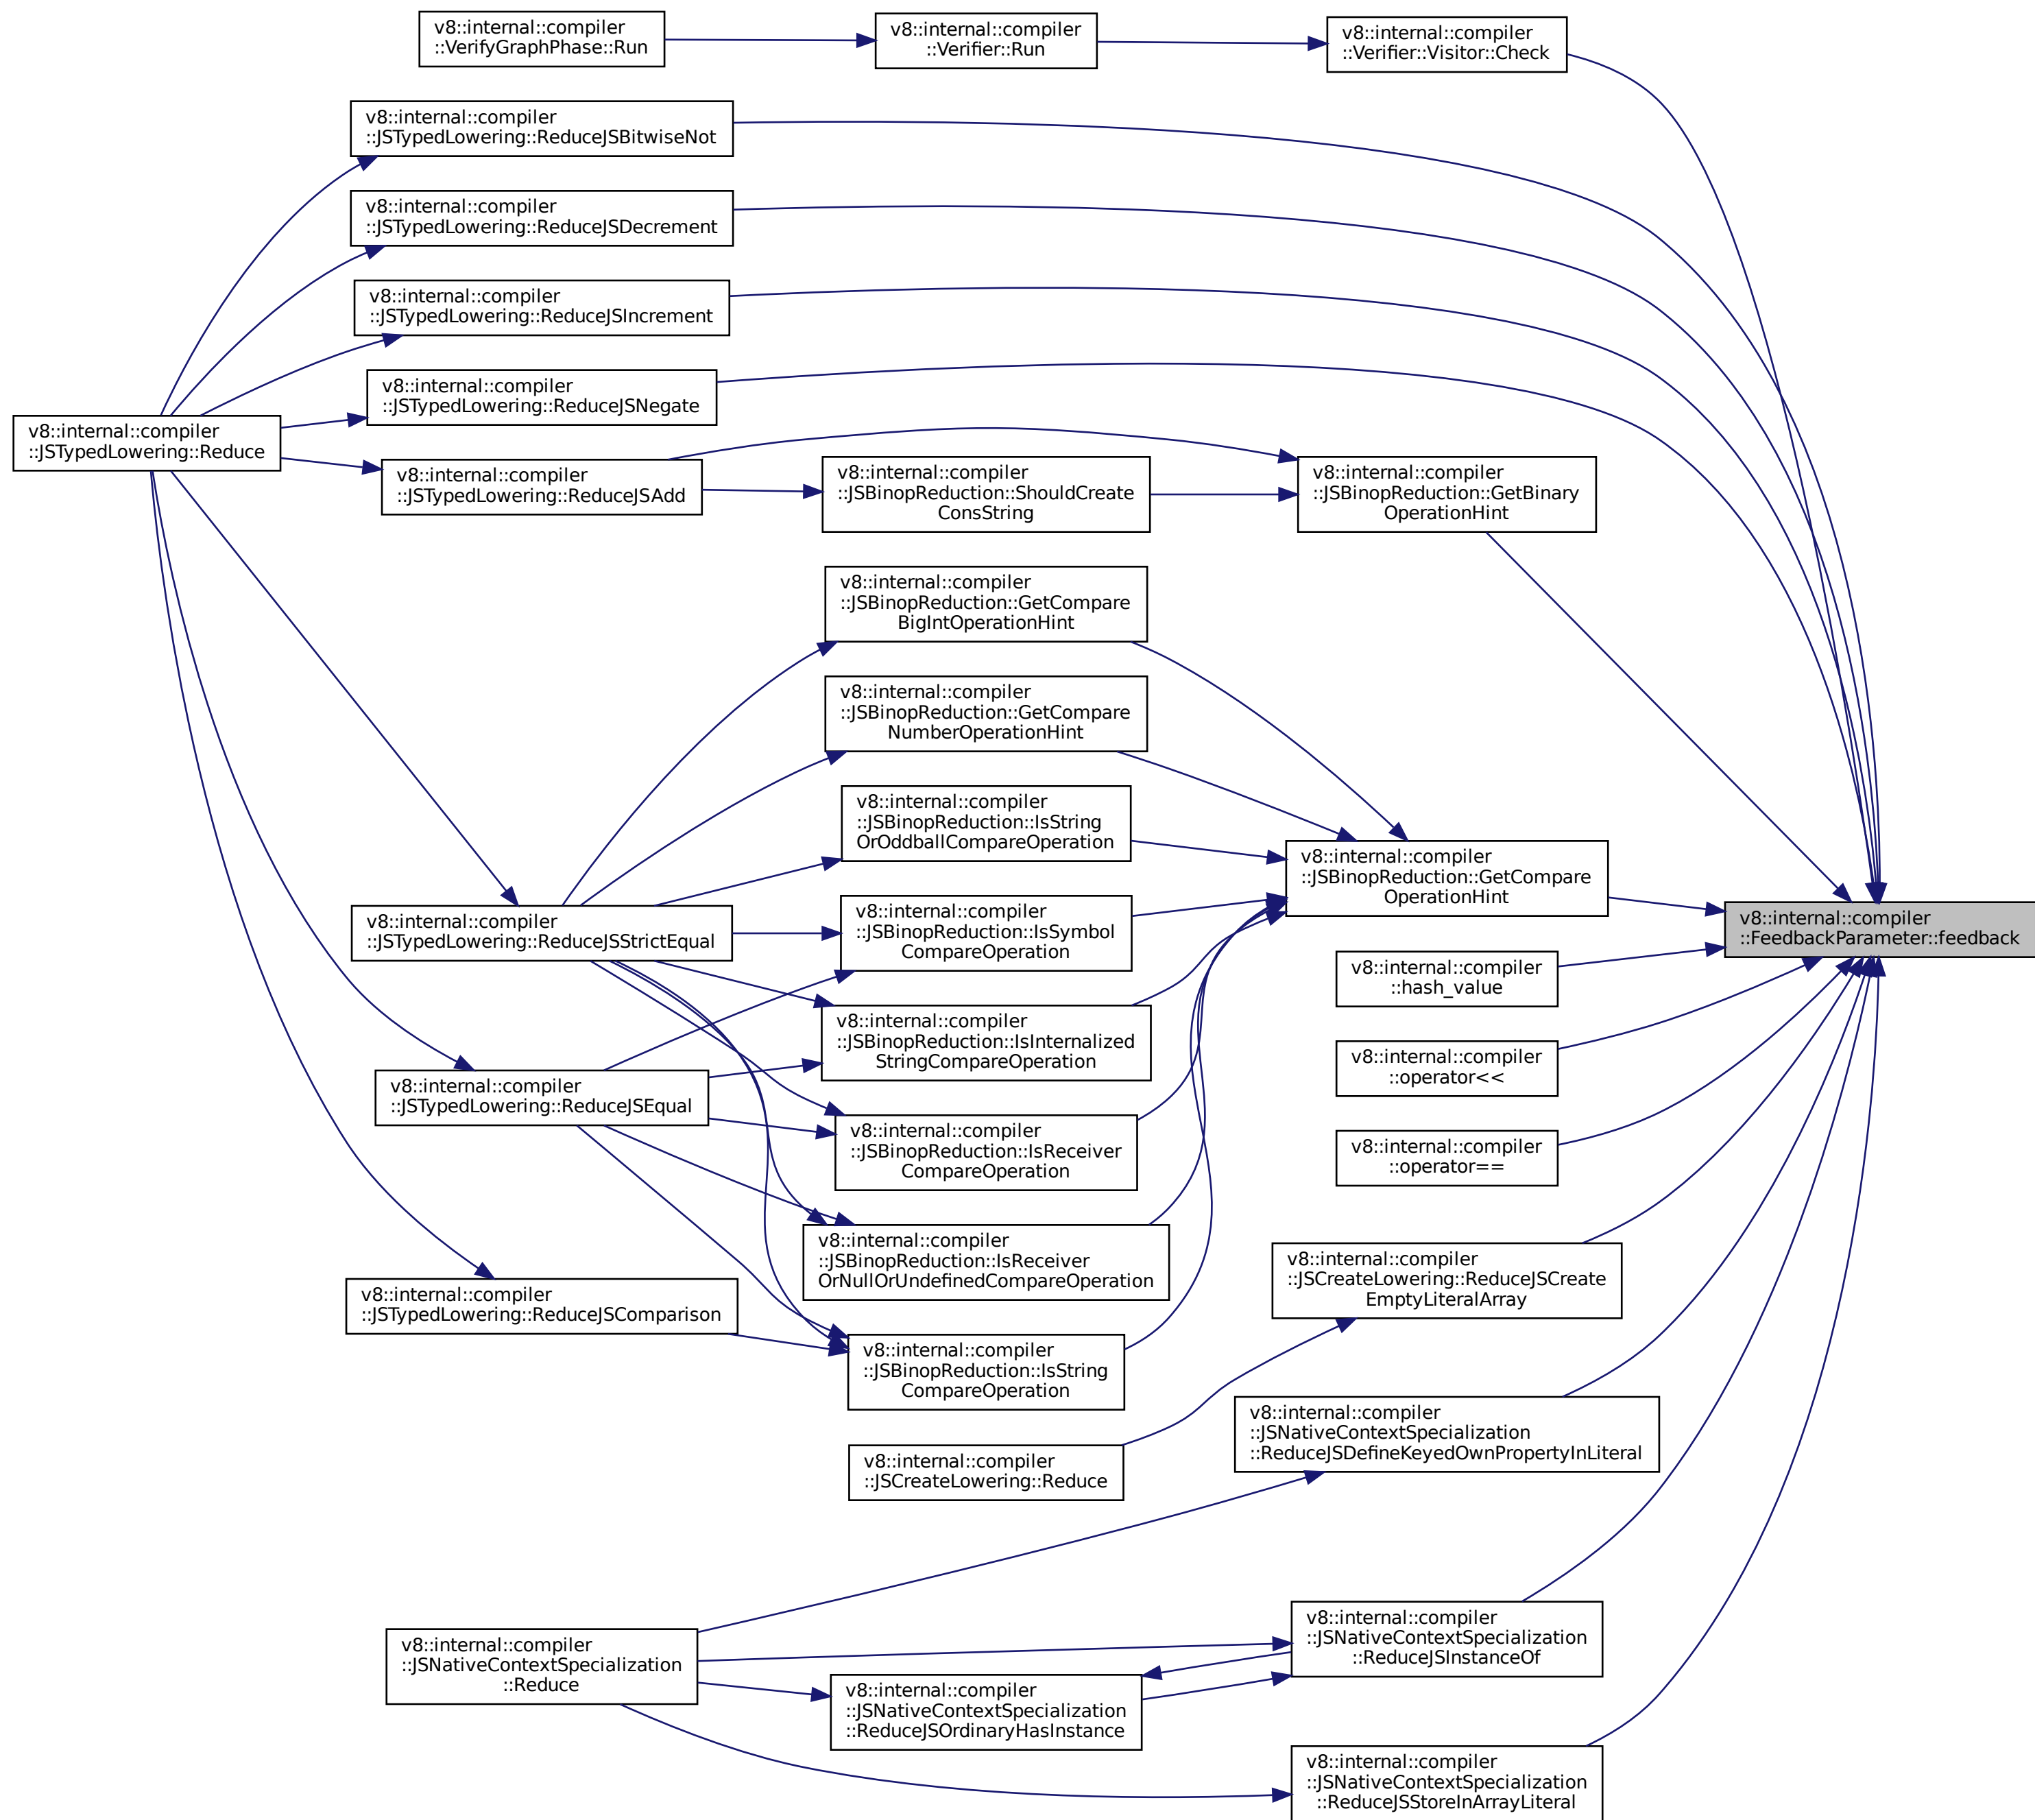 v8::internal::compiler
::VerifyGraphPhase::Run
v8::internal::compiler
::Verifier::Run
v8::internal::compiler
::Verifier::Visitor::Check
v8::internal::compiler
::JSTypedLowering::ReduceJSBitwiseNot
v8::internal::compiler
::JSTypedLowering::ReduceJSDecrement
v8::internal::compiler
::JSTypedLowering::ReduceJSIncrement
v8::internal::compiler
::JSTypedLowering::ReduceJSNegate
v8::internal::compiler
::JSTypedLowering::Reduce
v8::internal::compiler
::JSTypedLowering::ReduceJSAdd
v8::internal::compiler
::JSBinopReduction::ShouldCreate
ConsString
v8::internal::compiler
::JSBinopReduction::GetBinary
OperationHint
v8::internal::compiler
::JSBinopReduction::GetCompare
BigIntOperationHint
v8::internal::compiler
::JSBinopReduction::GetCompare
NumberOperationHint
v8::internal::compiler
::JSBinopReduction::IsString
OrOddballCompareOperation
v8::internal::compiler
::JSBinopReduction::GetCompare
OperationHint
v8::internal::compiler
::JSTypedLowering::ReduceJSStrictEqual
v8::internal::compiler
::JSBinopReduction::IsSymbol
CompareOperation
v8::internal::compiler
::FeedbackParameter::feedback
v8::internal::compiler
::hash_value
v8::internal::compiler
::JSBinopReduction::IsInternalized
StringCompareOperation
v8::internal::compiler
::operator<<
v8::internal::compiler
::JSTypedLowering::ReduceJSEqual
v8::internal::compiler
::JSBinopReduction::IsReceiver
CompareOperation
v8::internal::compiler
::operator==
v8::internal::compiler
::JSBinopReduction::IsReceiver
OrNullOrUndefinedCompareOperation
v8::internal::compiler
::JSCreateLowering::ReduceJSCreate
EmptyLiteralArray
v8::internal::compiler
::JSTypedLowering::ReduceJSComparison
v8::internal::compiler
::JSBinopReduction::IsString
CompareOperation
v8::internal::compiler
::JSNativeContextSpecialization
::ReduceJSDefineKeyedOwnPropertyInLiteral
v8::internal::compiler
::JSCreateLowering::Reduce
v8::internal::compiler
::JSNativeContextSpecialization
::ReduceJSInstanceOf
v8::internal::compiler
::JSNativeContextSpecialization
::Reduce
v8::internal::compiler
::JSNativeContextSpecialization
::ReduceJSOrdinaryHasInstance
v8::internal::compiler
::JSNativeContextSpecialization
::ReduceJSStoreInArrayLiteral